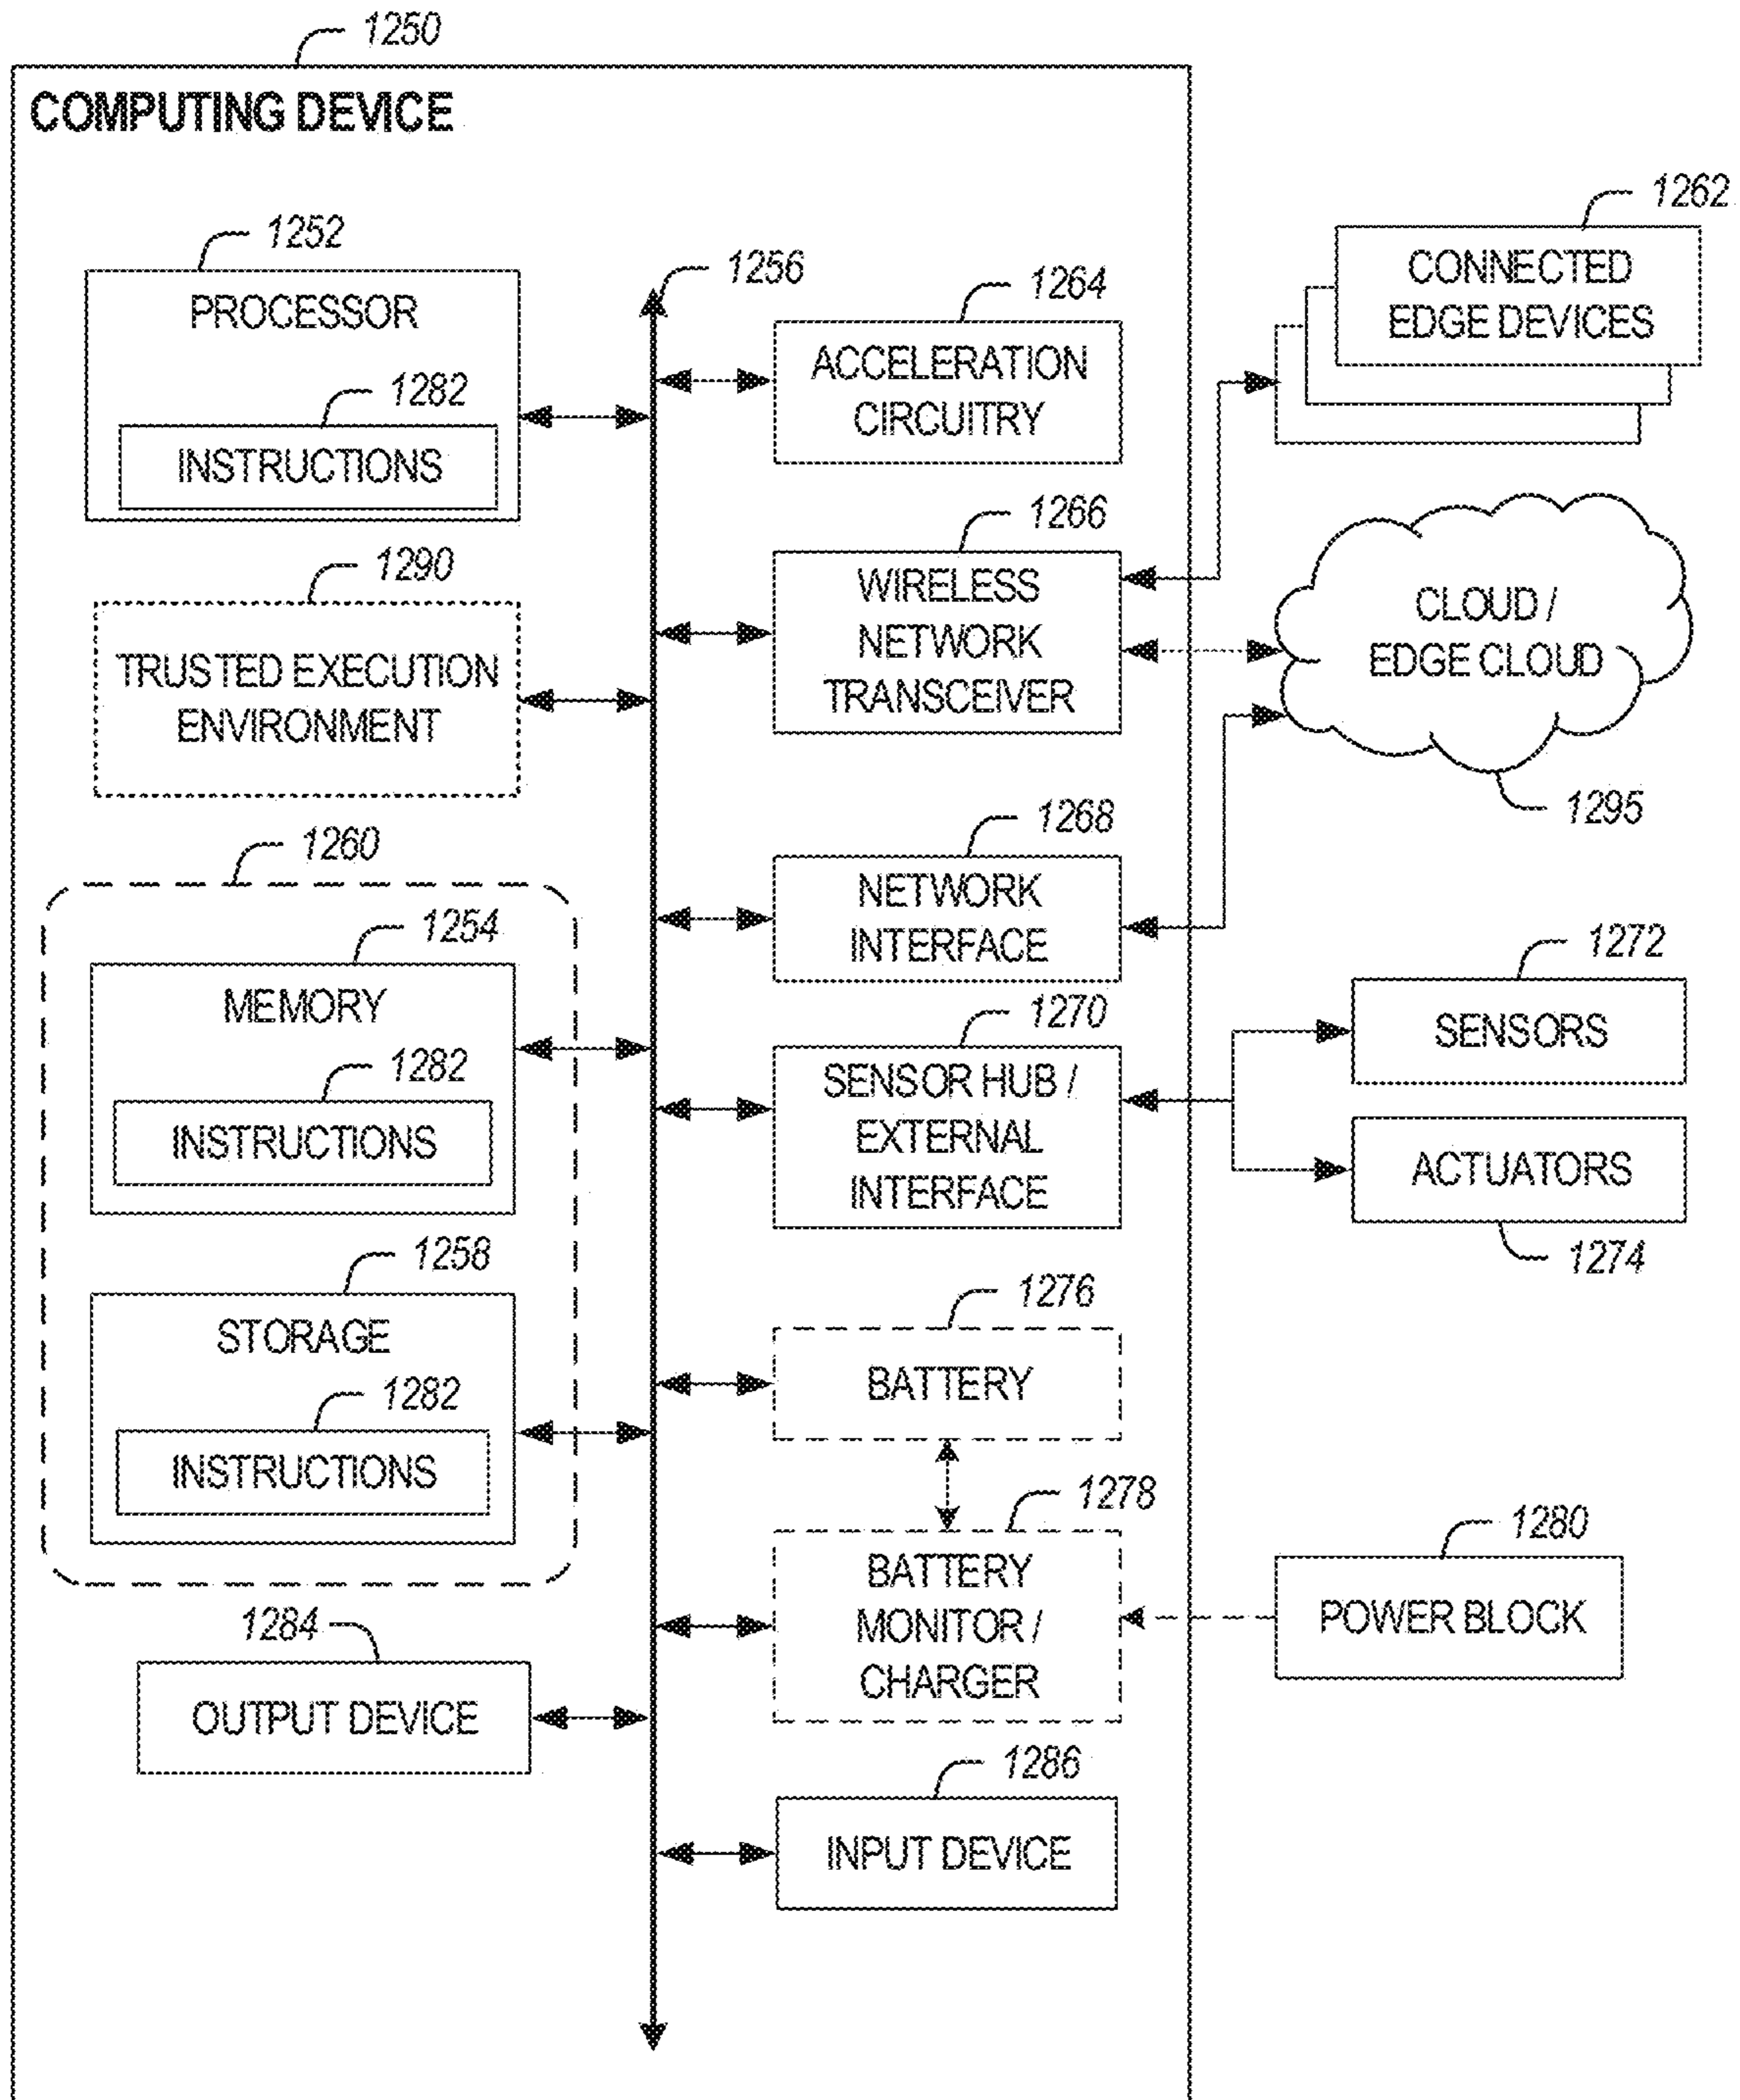 1250
COMPUTING DEVICE
1252
PROCESSOR
1282
INSTRUCTIONS
1290
TRUSTED EXECUTION
ENVIRONMENT
1260
1254
MEMORY
1282
INSTRUCTIONS
1258
STORAGE
1282
INSTRUCTIONS
1284
OUTPUT DEVICE
1256
1264
ACCELERATION
CIRCUITRY
1266
WIRELESS
NETWORK
TRANSCEIVER
1268
NETWORK
INTERFACE
1270
SENSOR HUB /
EXTERNAL
INTERFACE
1276
BATTERY
1278
BATTERY
MONITOR /
CHARGER
1286
INPUT DEVICE
1262
CONNECTED
EDGE DEVICES
CLOUD /
EDGE CLOUD
1295
1272
SENSORS
ACTUATORS
1274
1280
POWER BLOCK